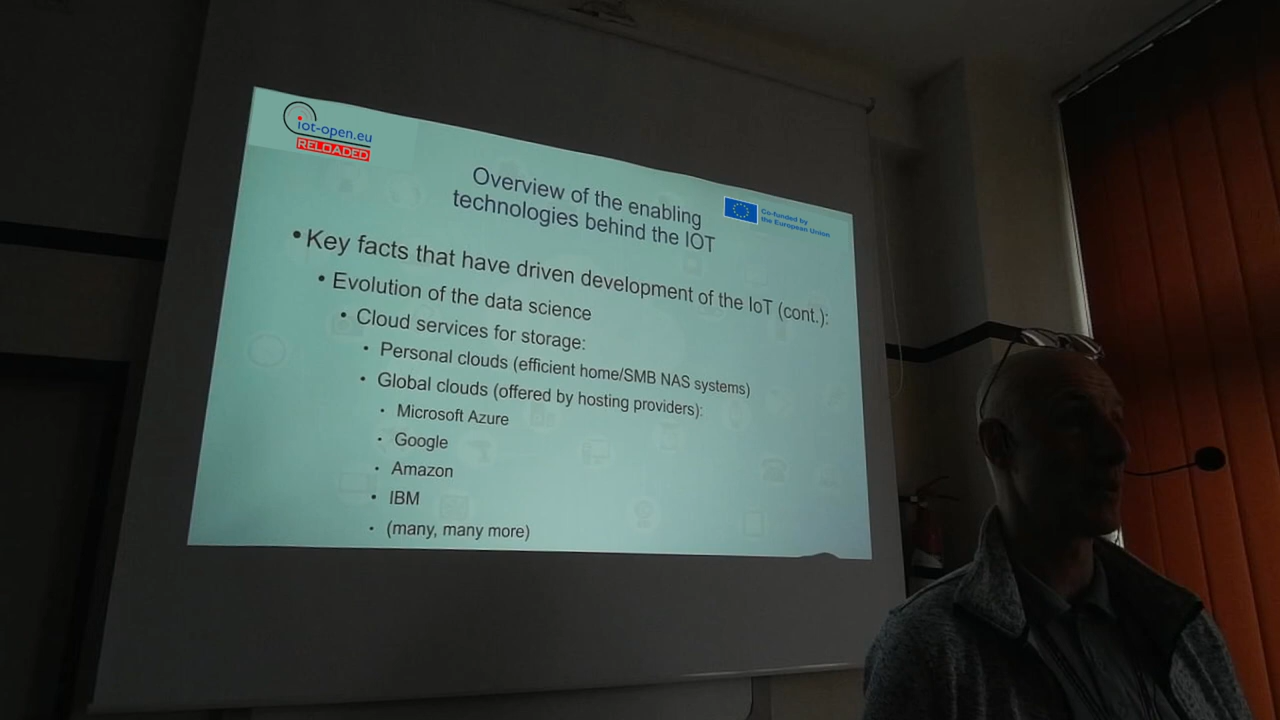 iot-open.eu
RELOADED
Overview of the enabling
technologies behind the IOT
Co-funded by
the European Union
• Key facts that have driven development of the IoT (cont.):
• Evolution of the data science
• Cloud services for storage:
• Personal clouds (efficient home/SMB NAS systems)
• Global clouds (offered by hosting providers):
• Microsoft Azure
• Google
• Amazon
• IBM
• (many, many more)